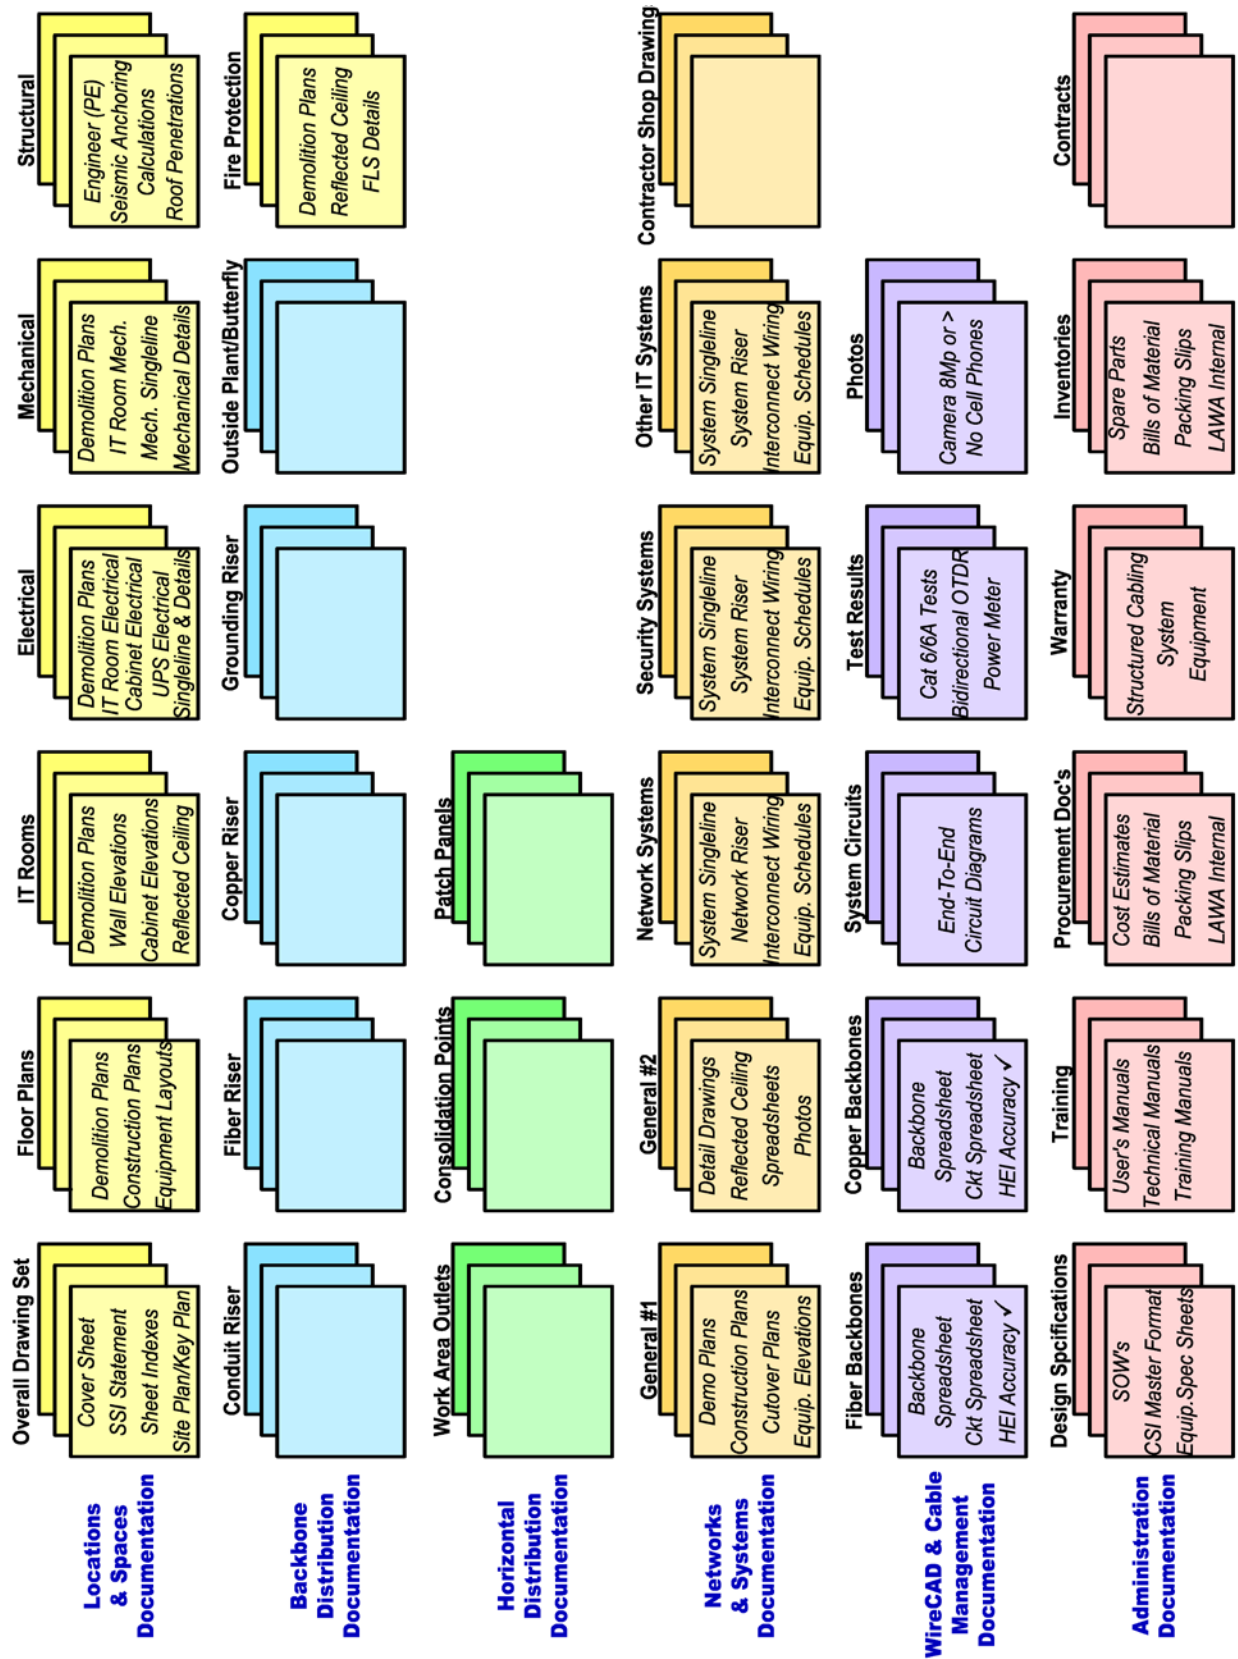 Locations
& Spaces
Documentation
Overall Drawing Set
Cover Sheet
SSI Statement
Sheet Indexes
Site Plan/Key Plan
Floor Plans
Demolition Plans
Construction Plans
Equipment Layouts
IT Rooms
Demolition Plans
Wall Elevations
Cabinet Elevations
Reflected Ceiling
Electrical
Demolition Plans
IT Room Electrical
Cabinet Electrical
UPS Electrical
Singleline & Details
Mechanical
Demolition Plans
IT Room Mech.
Mech. Singleline
Mechanical Details
Structural
Engineer (PE)
Seismic Anchoring
Calculations
Roof Penetrations
Backbone
Distribution
Documentation
Conduit Riser
Fiber Riser
Copper Riser
Grounding Riser
Outside Plant/Butterfly
Fire Protection
Demolition Plans
Reflected Ceiling
FLS Details
Horizontal
Distribution
Documentation
Work Area Outlets
Consolidation Points
Patch Panels
Networks
& Systems
Documentation
General #1
Demo Plans
Construction Plans
Cutover Plans
Equip. Elevations
General #2
Detail Drawings
Reflected Ceiling
Spreadsheets
Photos
Network Systems
System Singleline
Network Riser
Interconnect Wiring
Equip. Schedules
Security Systems
System Singleline
System Riser
Interconnect Wiring
Equip. Schedules
Other IT Systems
System Singleline
System Riser
Interconnect Wiring
Equip. Schedules
Contractor Shop Drawing
WireCAD & Cable
Management
Documentation
Fiber Backbones
Backbone
Spreadsheet
Ckt Spreadsheet
HEI Accuracy ✓
Copper Backbones
Backbone
Spreadsheet
Ckt Spreadsheet
HEI Accuracy ✓
System Circuits
End-To-End
Circuit Diagrams
Test Results
Cat 6/6A Tests
Bidirectional OTDR
Power Meter
Photos
Camera 8Mp or >
No Cell Phones
Administration
Documentation
Design Spcifications
SOW's
CSI Master Format
Equip.Spec Sheets
Training
User's Manuals
Technical Manuals
Training Manuals
Procurement Doc's
Cost Estimates
Bills of Material
Packing Slips
LAWA Internal
Warranty
Structured Cabling
System
Equipment
Inventories
Spare Parts
Bills of Material
Packing Slips
LAWA Internal
Contracts